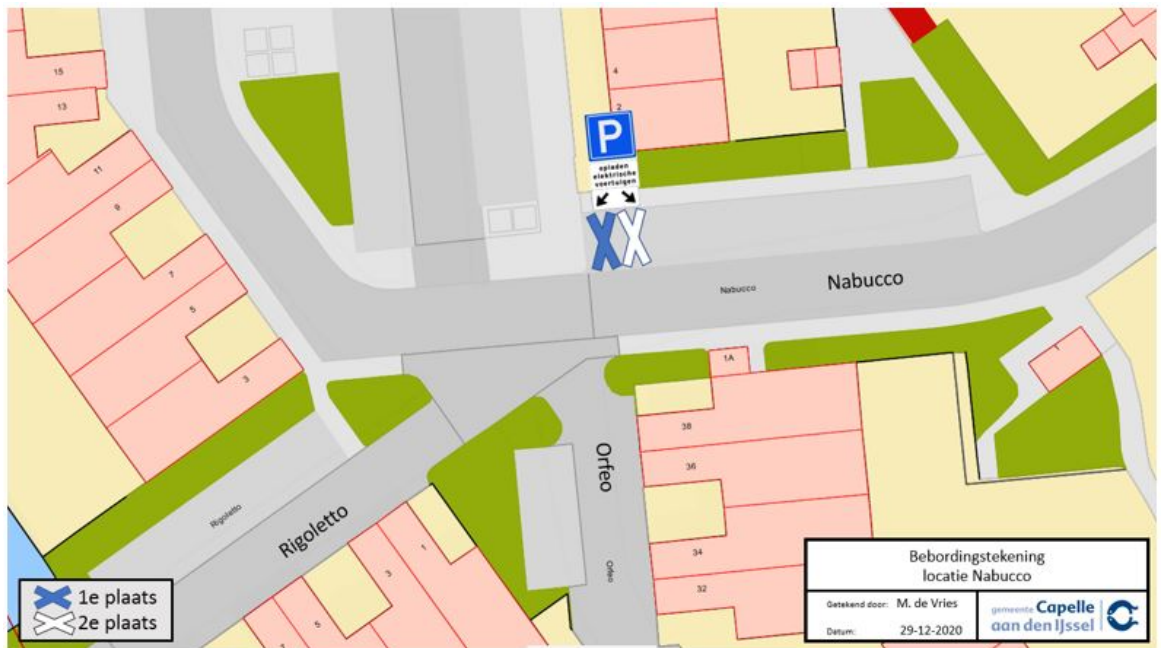 15
13
11
9
7
5
3
4
2
P
opladen
elektrische
voertuigen
Nabucco
Nabucco
1A
38
36
34
32
Orfeo
Orfeo
Rigoletto
Rigoletto
1
3
5
1e plaats
2e plaats
Bebordingstekening
locatie Nabucco
Getekend door: M. de Vries
Datum: 29-12-2020
gemeente Capelle
aan den IJssel